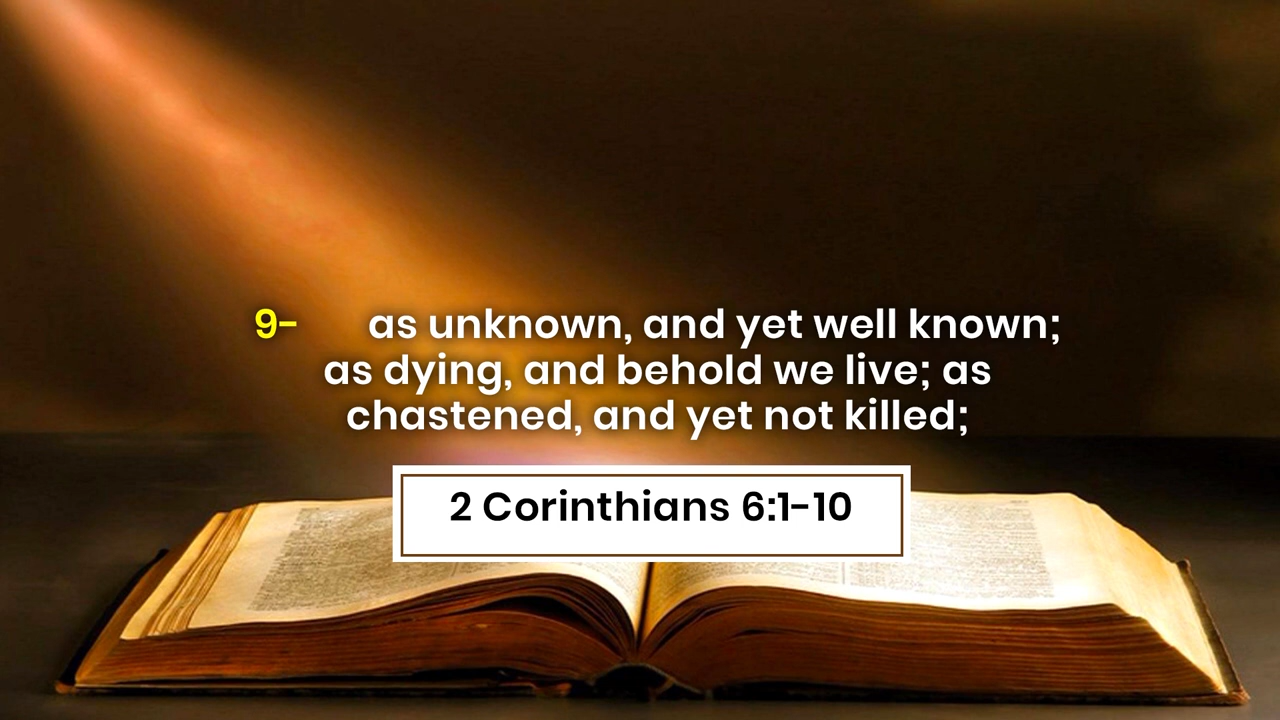 9- as unknown, and yet well known;
as dying, and behold we live; as
chastened, and yet not killed;
2 Corinthians 6:1-10